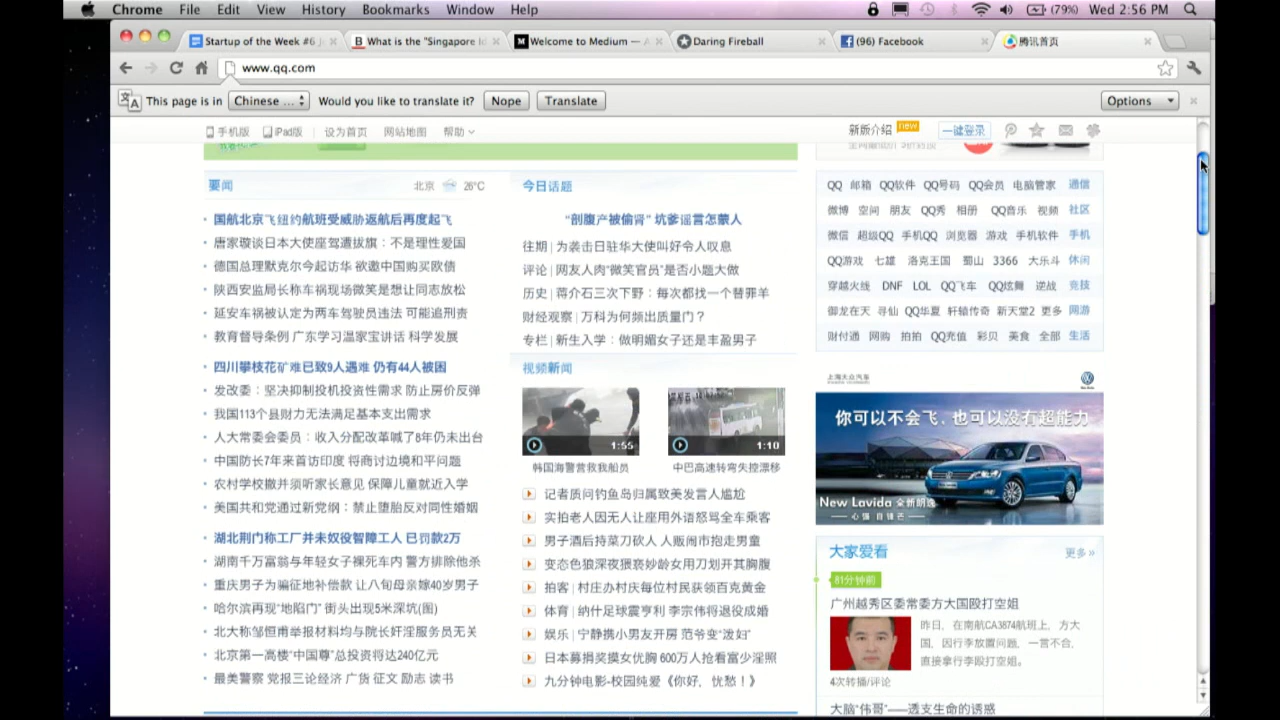 Chrome File Edit View History Bookmarks Window Help (79%) Wed 2:56 PM
Startup of the Week #6 What is the "Singapore Welcome to Medium — Daring Fireball (96) Facebook 腾讯首页
www.qq.com
This page is in Chinese ... Would you like to translate it? Nope Translate Options
手机版 iPad版 设为首页 网站地图 帮助 新版介绍 new 一键登录
要闻 北京 26°C
国航北京飞纽约航班受威胁返航后再度起飞
唐家璇谈日本大使座驾遭拔旗：不是理性爱国
德国总理默克尔今起访华 欲邀中国购买欧债
陕西安监局长称车祸现场微笑是想让同志放松
延安车祸被认定为两车驾驶员违法 可能追刑责
教育督导条例 广东学习温家宝讲话 科学发展
四川攀枝花矿难已致9人遇难 仍有44人被困
发改委：坚决抑制投机投资性需求 防止房价反弹
我国113个县财力无法满足基本支出需求
人大常委会委员：收入分配改革喊了8年仍未出台
中国防长7年来首访印度 将商讨边境和平问题
农村学校撤并须听家长意见 保障儿童就近入学
美国共和党通过新党纲：禁止堕胎反对同性婚姻
湖北荆门称工厂并未奴役智障工人 已罚款2万
湖南千万富翁与年轻女子裸死车内 警方排除他杀
重庆男子为骗征地补偿款 让八旬母亲嫁40岁男子
哈尔滨再现"地陷门" 街头出现5米深坑(图)
北大称邹恒甫举报材料均与院长奸淫服务员无关
北京第一高楼"中国尊"总投资将达240亿元
最美警察 党报三论经济 广货 征文 励志 读书
今日话题
"剖腹产被偷肾" 坑爹谣言怎蒙人
往期 | 为袭击日驻华大使叫好令人叹息
评论 | 网友人肉"微笑官员"是否小题大做
历史 | 蒋介石三次下野：每次都找一个替罪羊
财经观察 | 万科为何频出质量门？
专栏 | 新生入学：做明媚女子还是丰盈男子
视频新闻
1:55 1:10
韩国海警营救我船员 中巴高速转弯失控漂移
记者质问钓鱼岛归属致美发言人尴尬
实拍老人因无人让座用外语怒骂全车乘客
男子酒后持菜刀砍人 人贩闹市抱走男童
变态色狼深夜猥亵妙龄女用刀划开其胸腹
拍客 | 村庄办村庆每位村民获领百克黄金
体育 | 纳什足球震亨利 李宗伟将退役成婚
娱乐 | 宁静携小男友开房 范爷变"泼妇"
日本募捐奖摸女优胸 600万人抢看富少淫照
九分钟电影-校园纯爱《你好，忧愁！》
QQ 邮箱 QQ软件 QQ号码 QQ会员 电脑管家 通信
微博 空间 朋友 QQ秀 相册 QQ音乐 视频 社区
微信 超级QQ 手机QQ 浏览器 游戏 手机软件 手机
QQ游戏 七雄 洛克王国 蜀山 3366 大乐斗 休闲
穿越火线 DNF LOL QQ飞车 QQ炫舞 逆战 竞技
御龙在天 寻仙 QQ华夏 轩辕传奇 新天堂2 更多 网游
财付通 网购 拍拍 QQ充值 彩贝 美食 全部 生活
上海大众汽车
你可以不会飞，也可以没有超能力
New Lavida 全新朗逸
大家爱看 更多»
81分钟前
广州越秀区委常委方大国殴打空姐
昨日，在南航CA3874航班上，方大
国，因行李放置问题，一言不合，
直接拿行李殴打空姐。
4次转播/评论
大脑"伟哥"——透支生命的诱惑